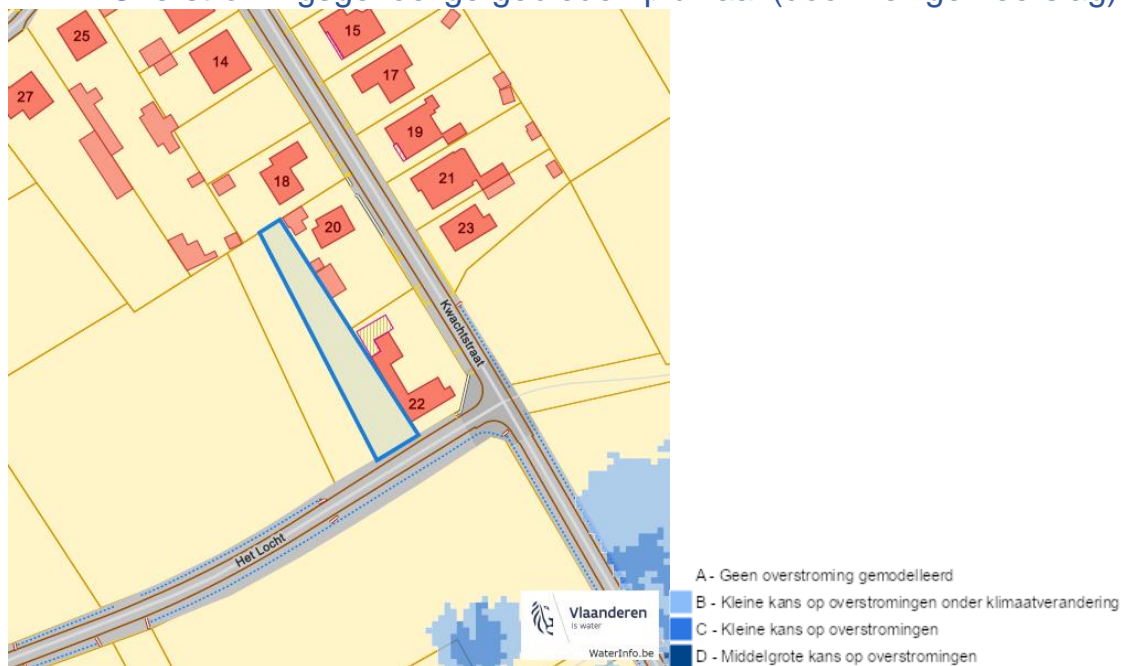 (door
25
15
14
17
27
19
18
21
20
23
Kwachtstraat
22
Het Locht
Vlaanderen
is water
WaterInfo.be
A - Geen overstroming gemodelleerd
B - Kleine kans op overstromingen onder klimaatverandering
C - Kleine kans op overstromingen
D - Middelgrote kans op overstromingen